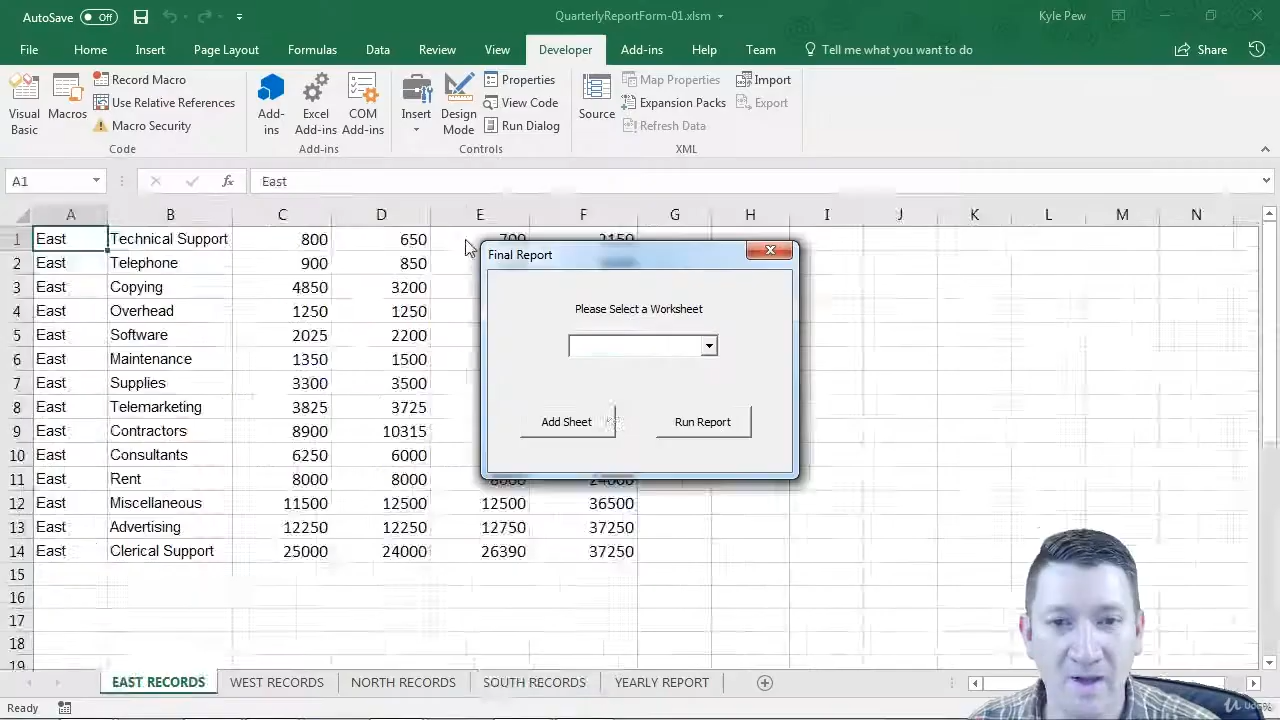 AutoSave Off QuarterlyReportForm-01.xlsm Kyle Pew
File Home Insert Page Layout Formulas Data Review View Developer Add-ins Help Team Tell me what you want to do Share
Visual Basic
Macros
Record Macro
Use Relative References
Macro Security
Code
Add-ins
Excel Add-ins
COM Add-ins
Add-ins
Insert
Design Mode
Properties
View Code
Run Dialog
Controls
Source
Map Properties
Expansion Packs
Refresh Data
Import
Export
XML
A1 fx East
A B C D E F G H I J K L M N
1 East Technical Support 800 650 700 2150
2 East Telephone 900 850
3 East Copying 4850 3200
4 East Overhead 1250 1250
5 East Software 2025 2200
6 East Maintenance 1350 1500
7 East Supplies 3300 3500
8 East Telemarketing 3825 3725
9 East Contractors 8900 10315
10 East Consultants 6250 6000
11 East Rent 8000 8000 8000 24000
12 East Miscellaneous 11500 12500 12500 36500
13 East Advertising 12250 12250 12750 37250
14 East Clerical Support 25000 24000 26390 37250
15
16
17
18
19
Final Report
Please Select a Worksheet
Add Sheet Run Report
EAST RECORDS WEST RECORDS NORTH RECORDS SOUTH RECORDS YEARLY REPORT
Ready
Udemy